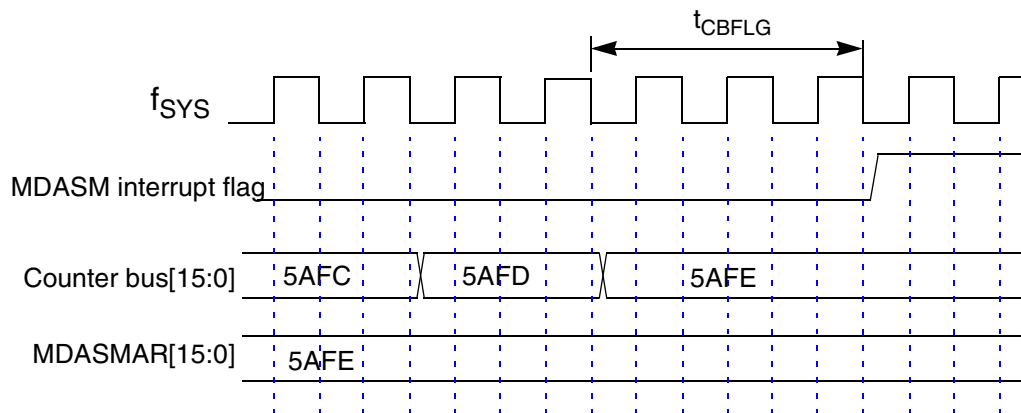 tCBFLG
fSYS
MDASM interrupt flag
Counter bus[15:0] 5AFC 5AFD 5AFE
MDASMAR[15:0] 5AFE